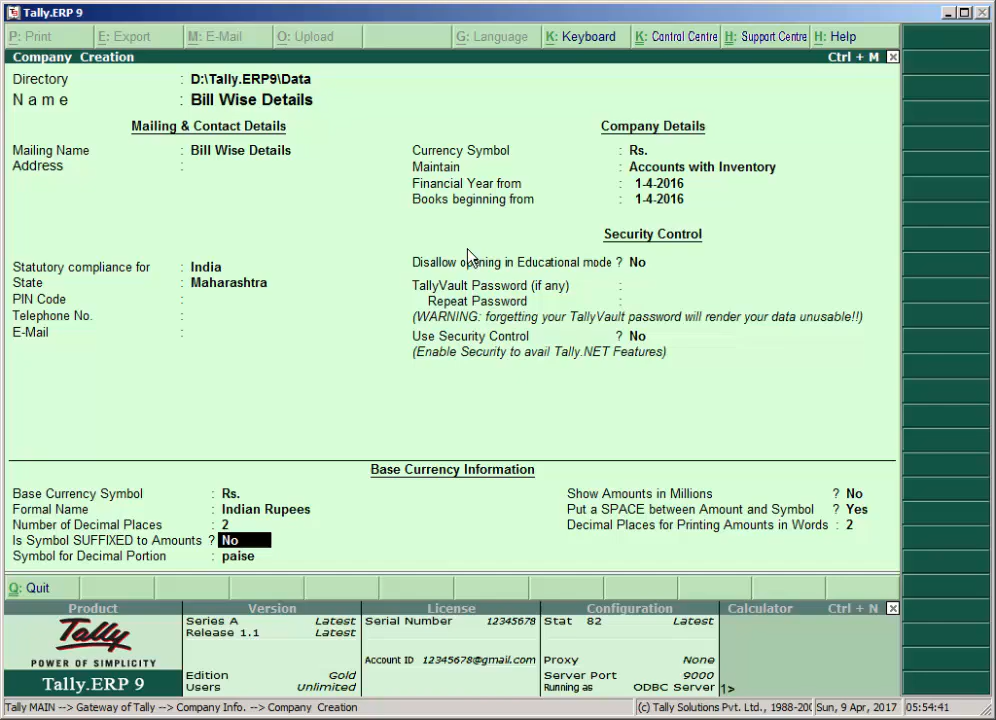 Tally.ERP 9
P: Print E: Export M: E-Mail O: Upload G: Language K: Keyboard K: Control Centre H: Support Centre H: Help
Company Creation Ctrl + M
Directory : D:\Tally.ERP9\Data
Name : Bill Wise Details
Mailing & Contact Details Company Details
Mailing Name : Bill Wise Details Currency Symbol : Rs.
Address : Maintain : Accounts with Inventory
Financial Year from : 1-4-2016
Books beginning from : 1-4-2016
Security Control
Statutory compliance for : India Disallow opening in Educational mode ? No
State : Maharashtra TallyVault Password (if any) :
PIN Code : Repeat Password :
Telephone No. : (WARNING: forgetting your TallyVault password will render your data unusable!!)
E-Mail : Use Security Control ? No
(Enable Security to avail Tally.NET Features)
Base Currency Information
Base Currency Symbol : Rs. Show Amounts in Millions ? No
Formal Name : Indian Rupees Put a SPACE between Amount and Symbol ? Yes
Number of Decimal Places : 2 Decimal Places for Printing Amounts in Words : 2
Is Symbol SUFFIXED to Amounts ? No
Symbol for Decimal Portion : paise
Q: Quit
Product Version License Configuration Calculator Ctrl + N
Tally Series A Latest Serial Number 12345678 Stat 82 Latest
Release 1.1 Latest
POWER OF SIMPLICITY Account ID 12345678@gmail.com Proxy None
Edition Gold Server Port 9000
Tally.ERP 9 Users Unlimited Running as ODBC Server 1>
Tally MAIN --> Gateway of Tally --> Company Info. --> Company Creation (c) Tally Solutions Pvt. Ltd., 1988-200 Sun, 9 Apr, 2017 05:54:41